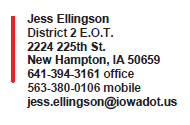 Jess Ellingson
District 2 E.O.T.
2224 225th St.
New Hampton, IA 50659
641-394-3161 office
563-380-0106 mobile
jess.ellingson@iowadot.us